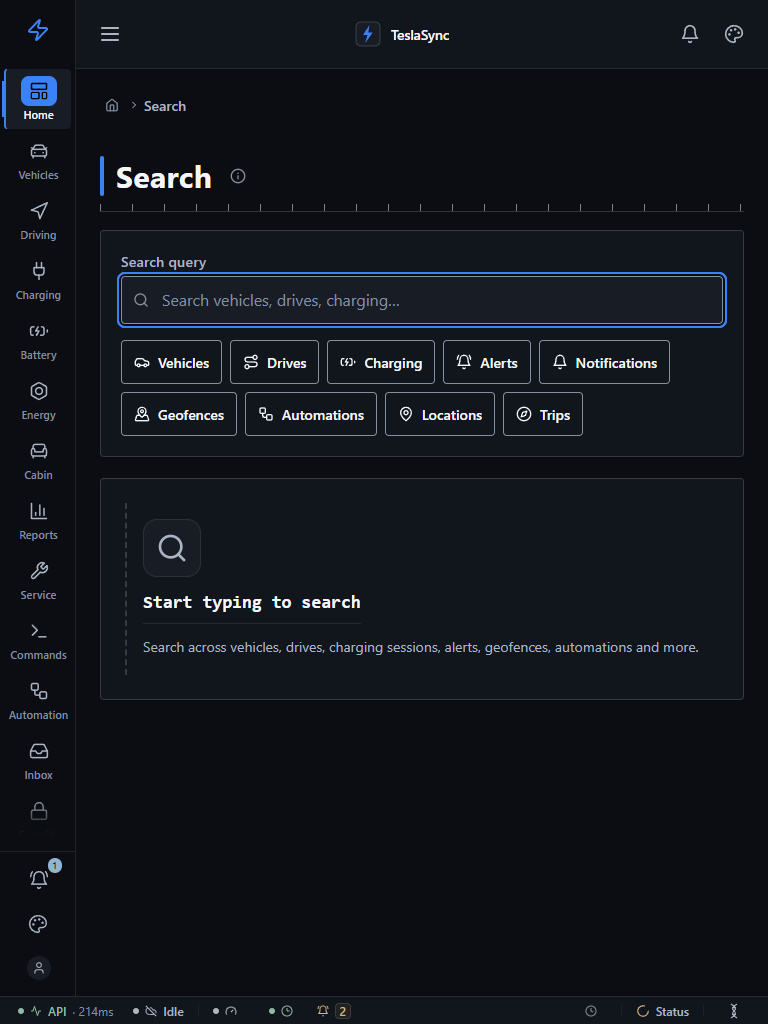 TeslaSync
Home
Vehicles
Driving
Charging
Battery
Energy
Cabin
Reports
Service
Commands
Automation
Inbox
1
Search
Search
Search query
Search vehicles, drives, charging...
Vehicles
Drives
Charging
Alerts
Notifications
Geofences
Automations
Locations
Trips
Start typing to search
Search across vehicles, drives, charging sessions, alerts, geofences, automations and more.
API · 214ms
Idle
2
Status